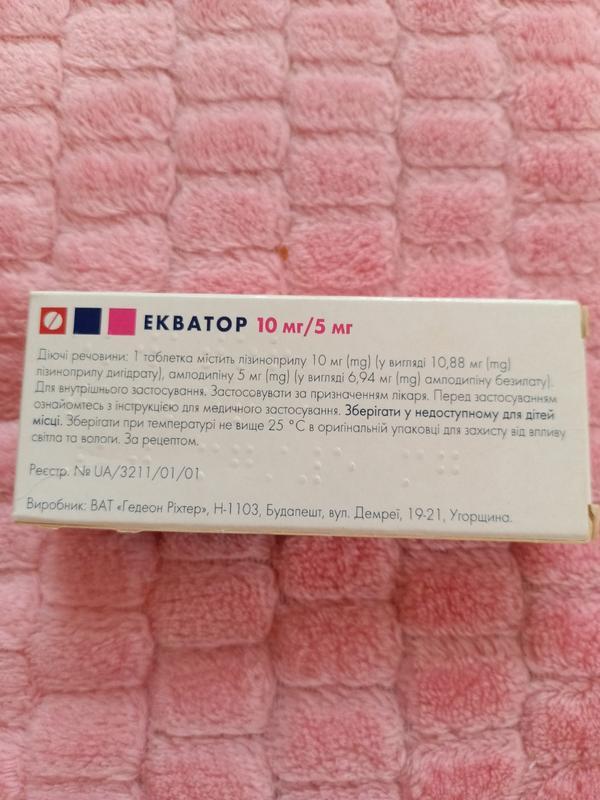 ЕКВАТОР 10 мг/5 мг
Діючі речовини: 1 таблетка містить лізиноприлу 10 мг (mg) (у вигляді 10,88 мг (mg)
лізиноприлу дигідрату), амлодипіну 5 мг (mg) (у вигляді 6,94 мг (mg) амлодипіну безилату).
Для внутрішнього застосування. Застосовувати за призначенням лікаря. Перед застосуванням
ознайомтесь з інструкцією для медичного застосування. Зберігати у недоступному для дітей
місці. Зберігати при температурі не вище 25 °C в оригінальній упаковці для захисту від впливу
світла та вологи. За рецептом.
Реєстр. № UA/3211/01/01
Виробник: ВАТ «Гедеон Ріхтер», H-1103, Будапешт, вул. Демреї, 19-21, Угорщина.